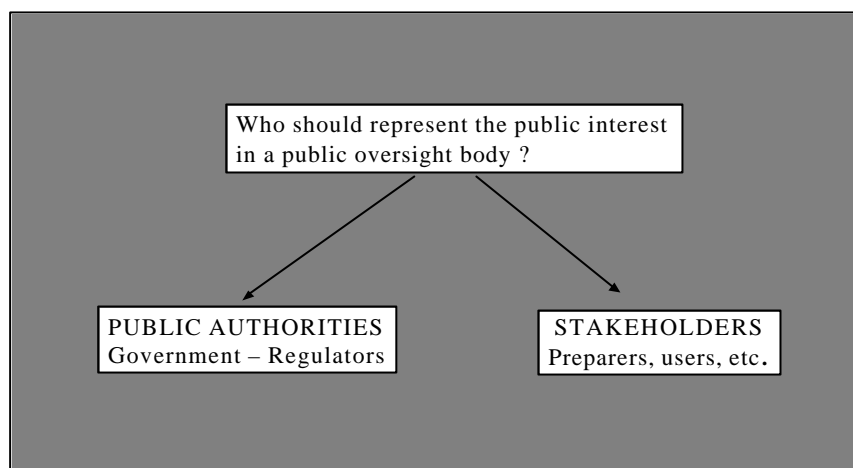 Who should represent the public interest
in a public oversight body ?
PUBLIC AUTHORITIES
Government – Regulators
STAKEHOLDERS
Preparers, users, etc.